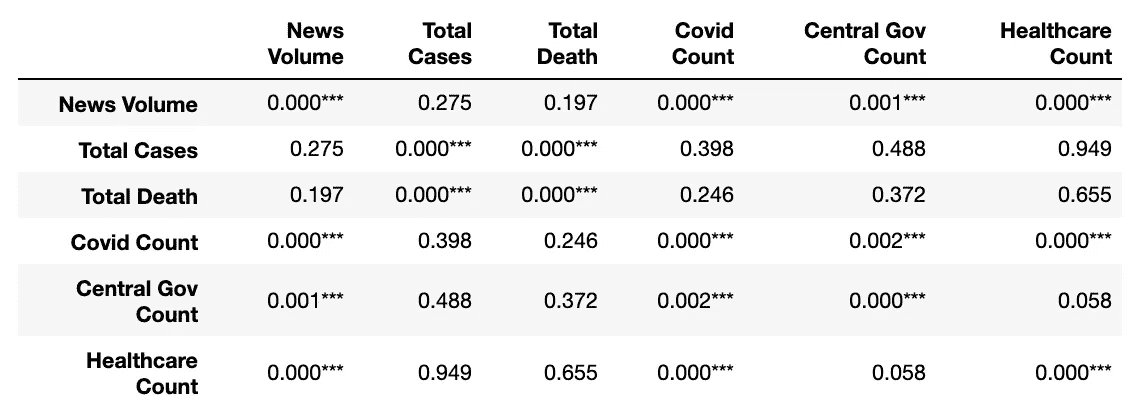 News Volume Total Cases Total Death Covid Count Central Gov Count Healthcare Count
News Volume 0.000*** 0.275 0.197 0.000*** 0.001*** 0.000***
Total Cases 0.275 0.000*** 0.000*** 0.398 0.488 0.949
Total Death 0.197 0.000*** 0.000*** 0.246 0.372 0.655
Covid Count 0.000*** 0.398 0.246 0.000*** 0.002*** 0.000***
Central Gov Count 0.001*** 0.488 0.372 0.002*** 0.000*** 0.058
Healthcare Count 0.000*** 0.949 0.655 0.000*** 0.058 0.000***